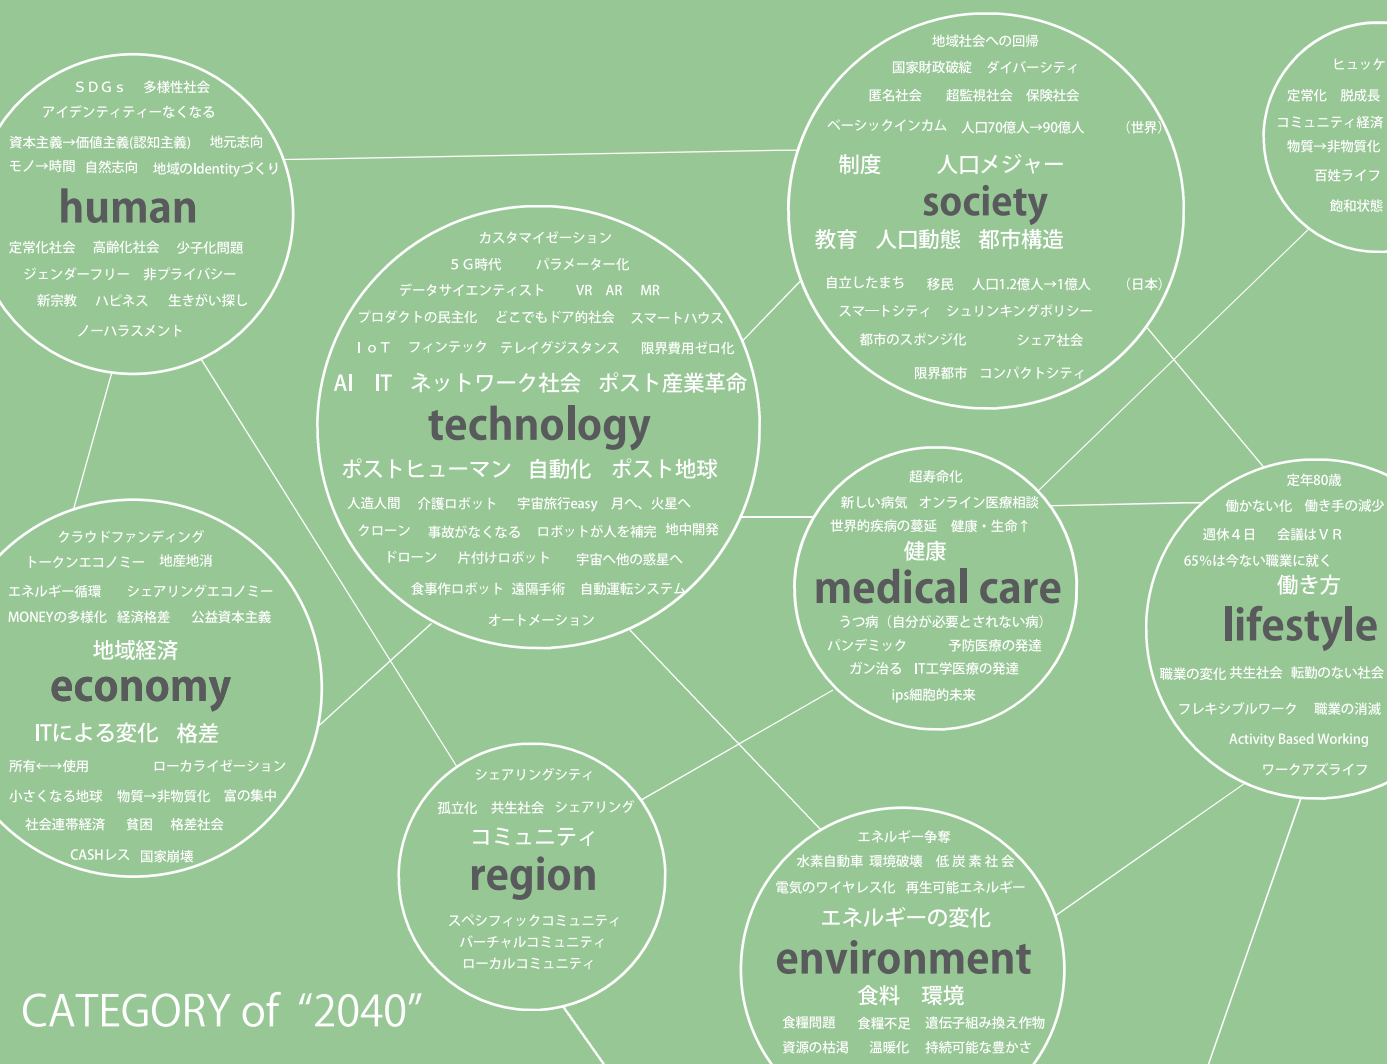 SDGs　多様性社会
アイデンティティーなくなる
資本主義→価値主義(認知主義)　地元志向
モノ→時間　自然志向　地域のIdentityづくり
human
定常化社会　高齢化社会　少子化問題
ジェンダーフリー　非プライバシー
新宗教　ハピネス　生きがい探し
ノーハラスメント
地域社会への回帰
国家財政破綻　ダイバーシティ
匿名社会　超監視社会　保険社会
ベーシックインカム　人口70億人→90億人　（世界）
制度　人口メジャー
society
教育　人口動態　都市構造
自立したまち　移民　人口1.2億人→1億人　（日本）
スマートシティ　シュリンキングポリシー
都市のスポンジ化　シェア社会
限界都市　コンパクトシティ
ヒュッケ
定常化　脱成長
コミュニティ経済
物質→非物質化
百姓ライフ
飽和状態
カスタマイゼーション
5G時代　パラメーター化
データサイエンティスト　VR　AR　MR
プロダクトの民主化　どこでもドア的社会　スマートハウス
IoT　フィンテック　テレイグジスタンス　限界費用ゼロ化
AI　IT　ネットワーク社会　ポスト産業革命
technology
ポストヒューマン　自動化　ポスト地球
人造人間　介護ロボット　宇宙旅行easy　月へ、火星へ
クローン　事故がなくなる　ロボットが人を補完　地中開発
ドローン　片付けロボット　宇宙へ他の惑星へ
食事作ロボット　遠隔手術　自動運転システム
オートメーション
超寿命化
新しい病気　オンライン医療相談
世界的疾病の蔓延　健康・生命↑
健康
medical care
うつ病（自分が必要とされない病）
パンデミック　予防医療の発達
ガン治る　IT工学医療の発達
ips細胞的未来
定年80歳
働かない化　働き手の減少
週休4日　会議はVR
65%は今ない職業に就く
働き方
lifestyle
職業の変化　共生社会　転勤のない社会
フレキシブルワーク　職業の消滅
Activity Based Working
ワークアズライフ
クラウドファンディング
トークンエコノミー　地産地消
エネルギー循環　シェアリングエコノミー
MONEYの多様化　経済格差　公益資本主義
地域経済
economy
ITによる変化　格差
所有←→使用　ローカライゼーション
小さくなる地球　物質→非物質化　富の集中
社会連帯経済　貧困　格差社会
CASHレス　国家崩壊
シェアリングシティ
孤立化　共生社会　シェアリング
コミュニティ
region
スペシフィックコミュニティ
バーチャルコミュニティ
ローカルコミュニティ
エネルギー争奪
水素自動車　環境破壊　低炭素社会
電気のワイヤレス化　再生可能エネルギー
エネルギーの変化
environment
食料　環境
食糧問題　食糧不足　遺伝子組み換え作物
資源の枯渇　温暖化　持続可能な豊かさ
CATEGORY of “2040”